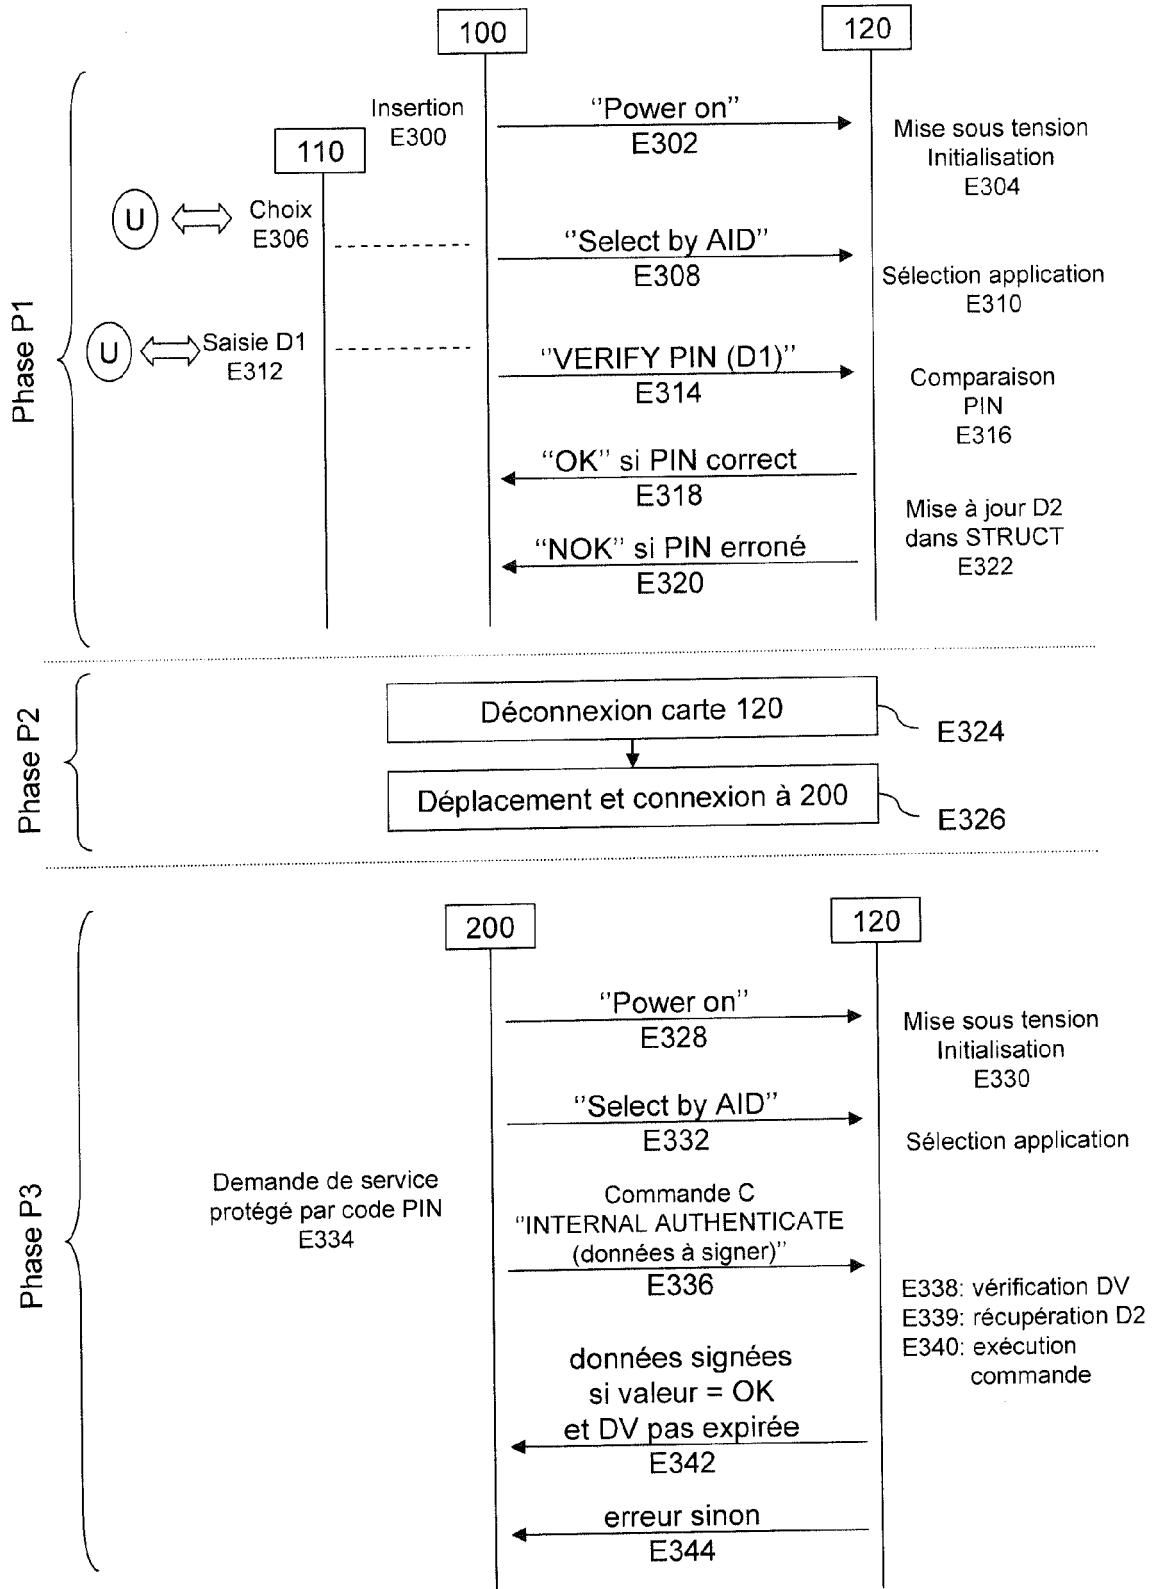 100
120
Phase P1
Insertion
E300
110
"Power on"
E302
Mise sous tension
Initialisation
E304
U
Choix
E306
"Select by AID"
E308
Sélection application
E310
U
Saisie D1
E312
"VERIFY PIN (D1)"
E314
Comparaison
PIN
E316
"OK" si PIN correct
E318
"NOK" si PIN erroné
E320
Mise à jour D2
dans STRUCT
E322
Phase P2
Déconnexion carte 120
E324
Déplacement et connexion à 200
E326
Phase P3
200
120
"Power on"
E328
Mise sous tension
Initialisation
E330
"Select by AID"
E332
Sélection application
Demande de service
protégé par code PIN
E334
Commande C
"INTERNAL AUTHENTICATE
(données à signer)"
E336
E338: vérification DV
E339: récupération D2
E340: exécution
commande
données signées
si valeur = OK
et DV pas expirée
E342
erreur sinon
E344